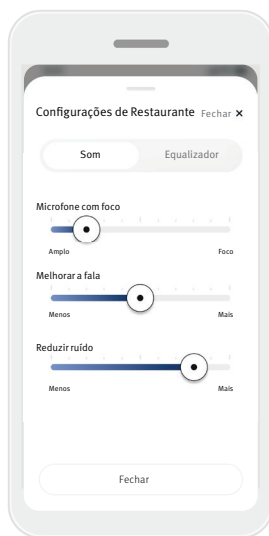 Configurações de Restaurante Fechar ×
Som Equalizador
Microfone com foco
Amplo Foco
Melhorar a fala
Menos Mais
Reduzir ruído
Menos Mais
Fechar